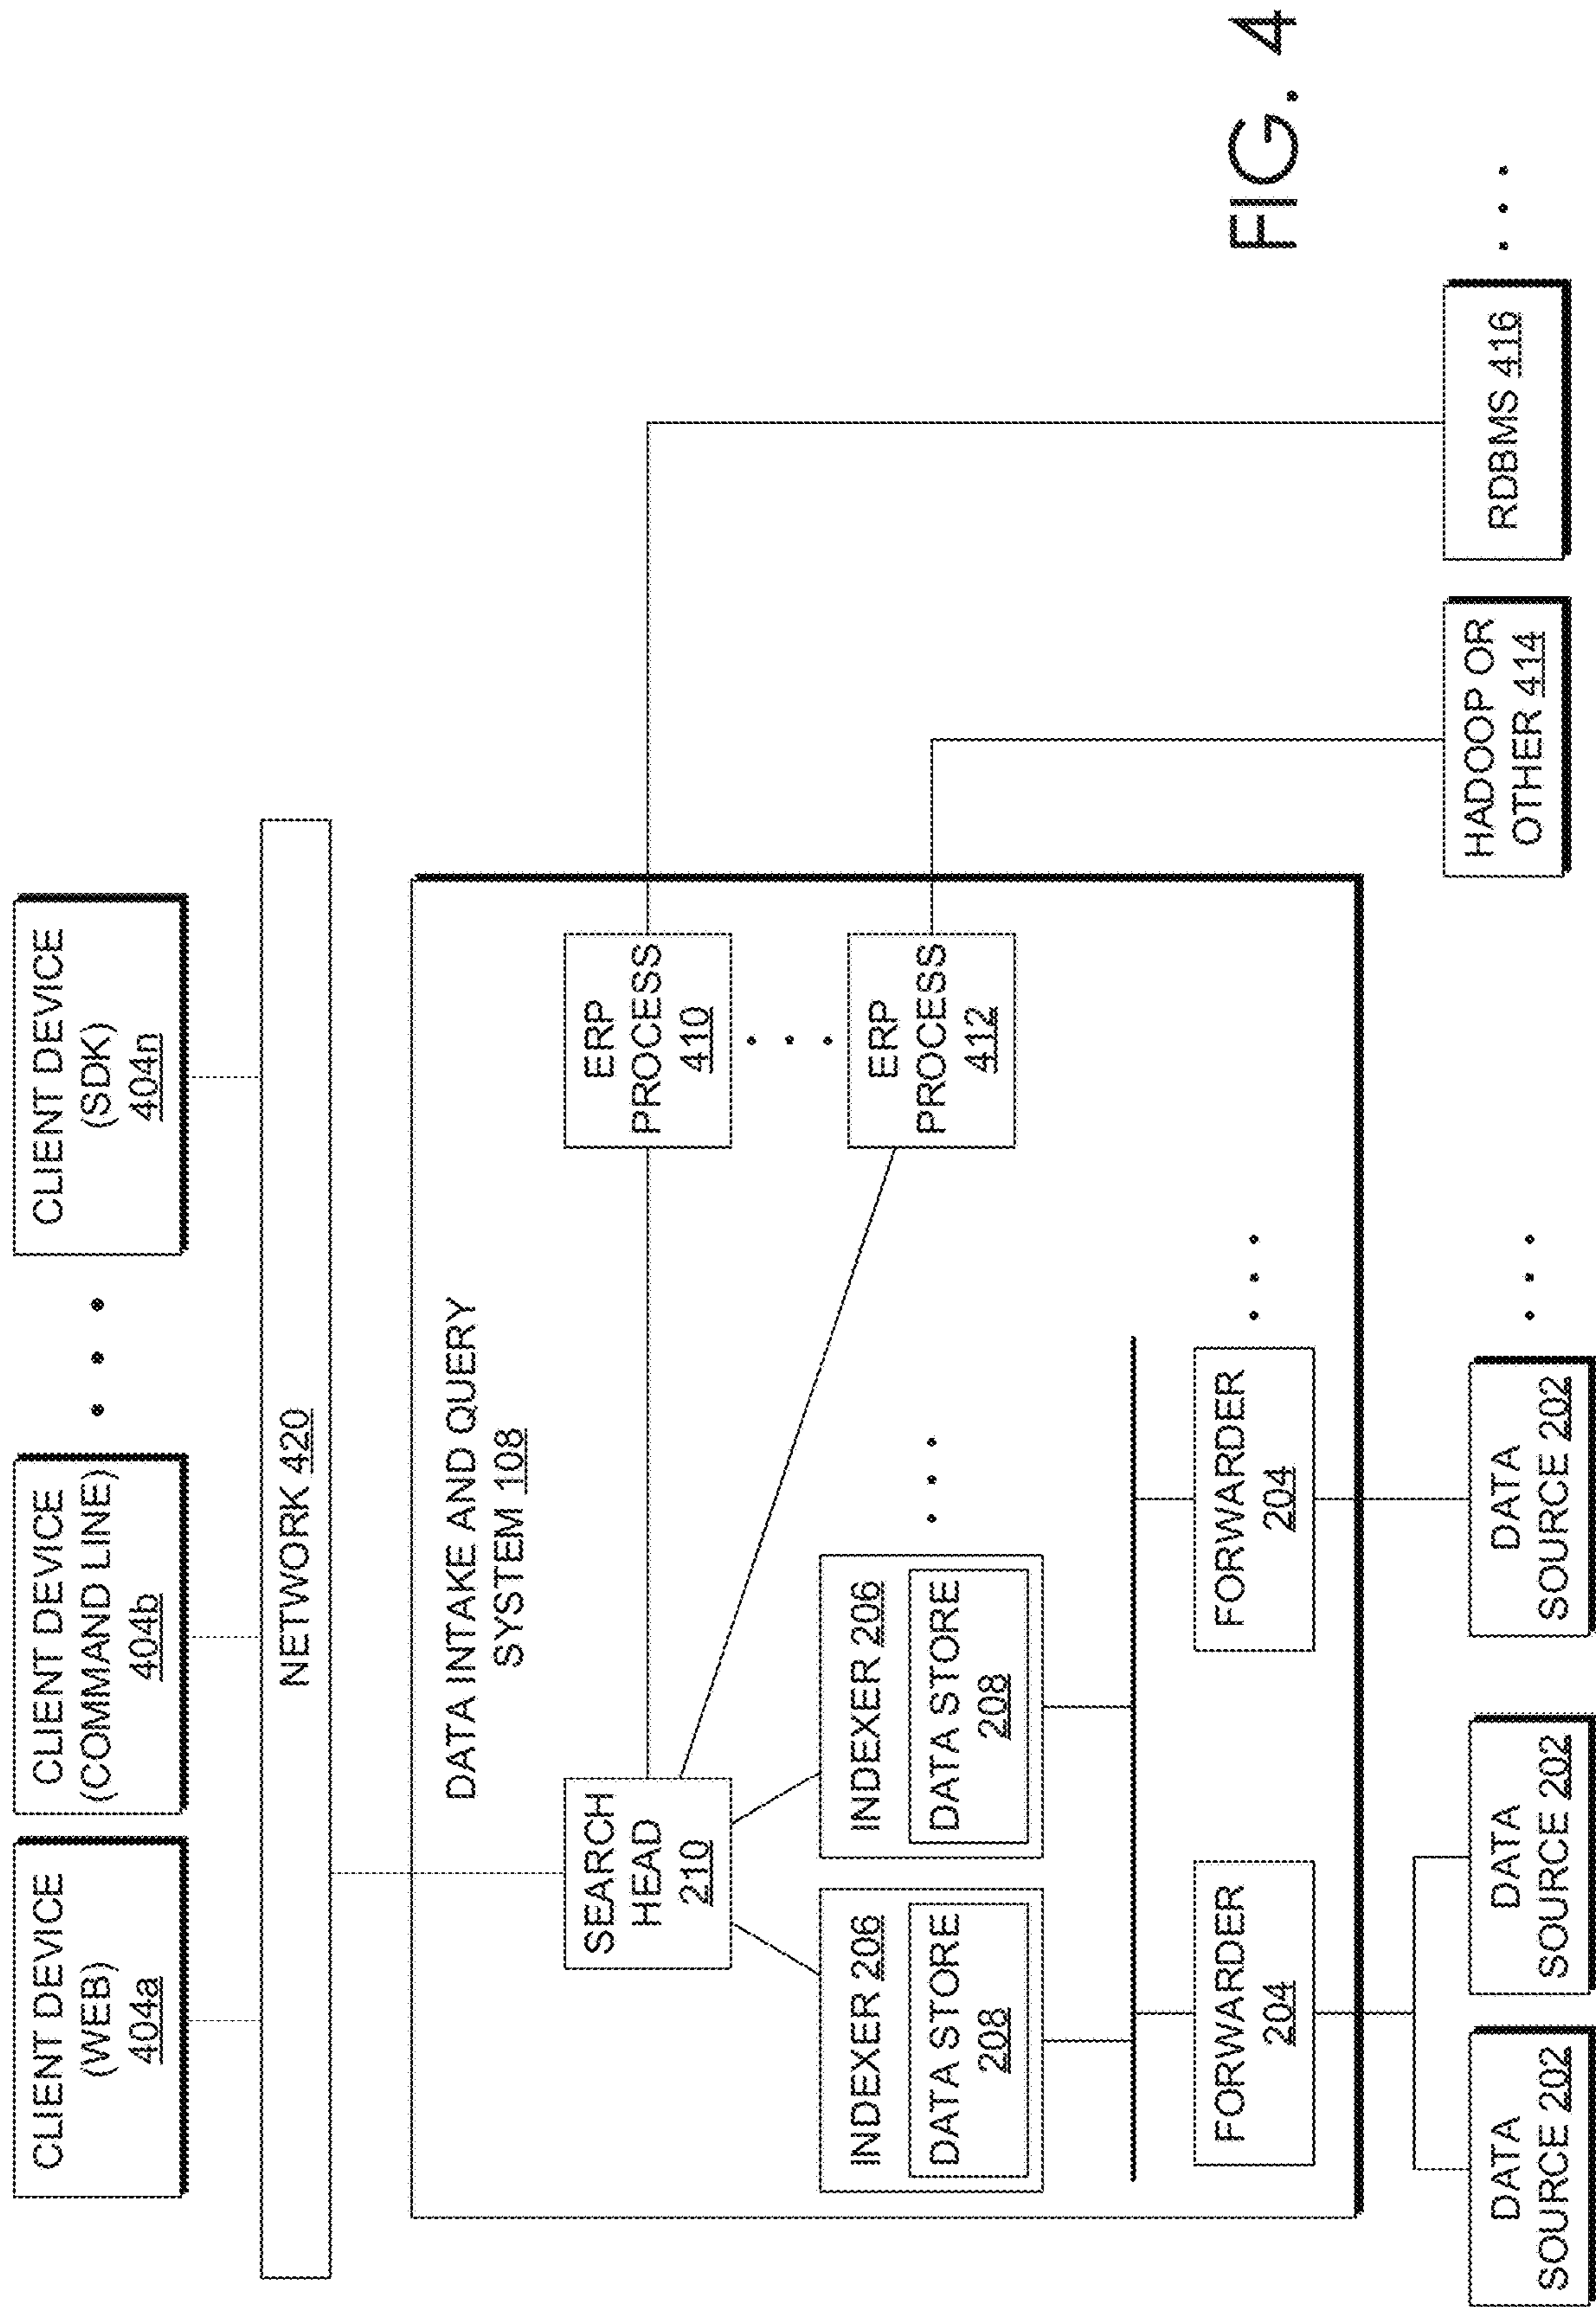 CLIENT DEVICE
(WEB)
404a
CLIENT DEVICE
(COMMAND LINE)
404b
CLIENT DEVICE
(SDK)
404n
NETWORK 420
DATA INTAKE AND QUERY
SYSTEM 108
SEARCH
HEAD
210
ERP
PROCESS
410
ERP
PROCESS
412
INDEXER 206
DATA STORE
208
INDEXER 206
DATA STORE
208
FORWARDER
204
FORWARDER
204
DATA
SOURCE 202
DATA
SOURCE 202
DATA
SOURCE 202
HADOOP OR
OTHER 414
RDBMS 416
FIG. 4